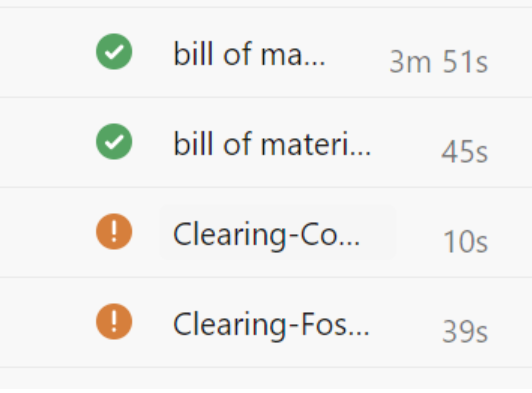 bill of ma... 3m 51s
bill of materi... 45s
Clearing-Co... 10s
Clearing-Fos... 39s